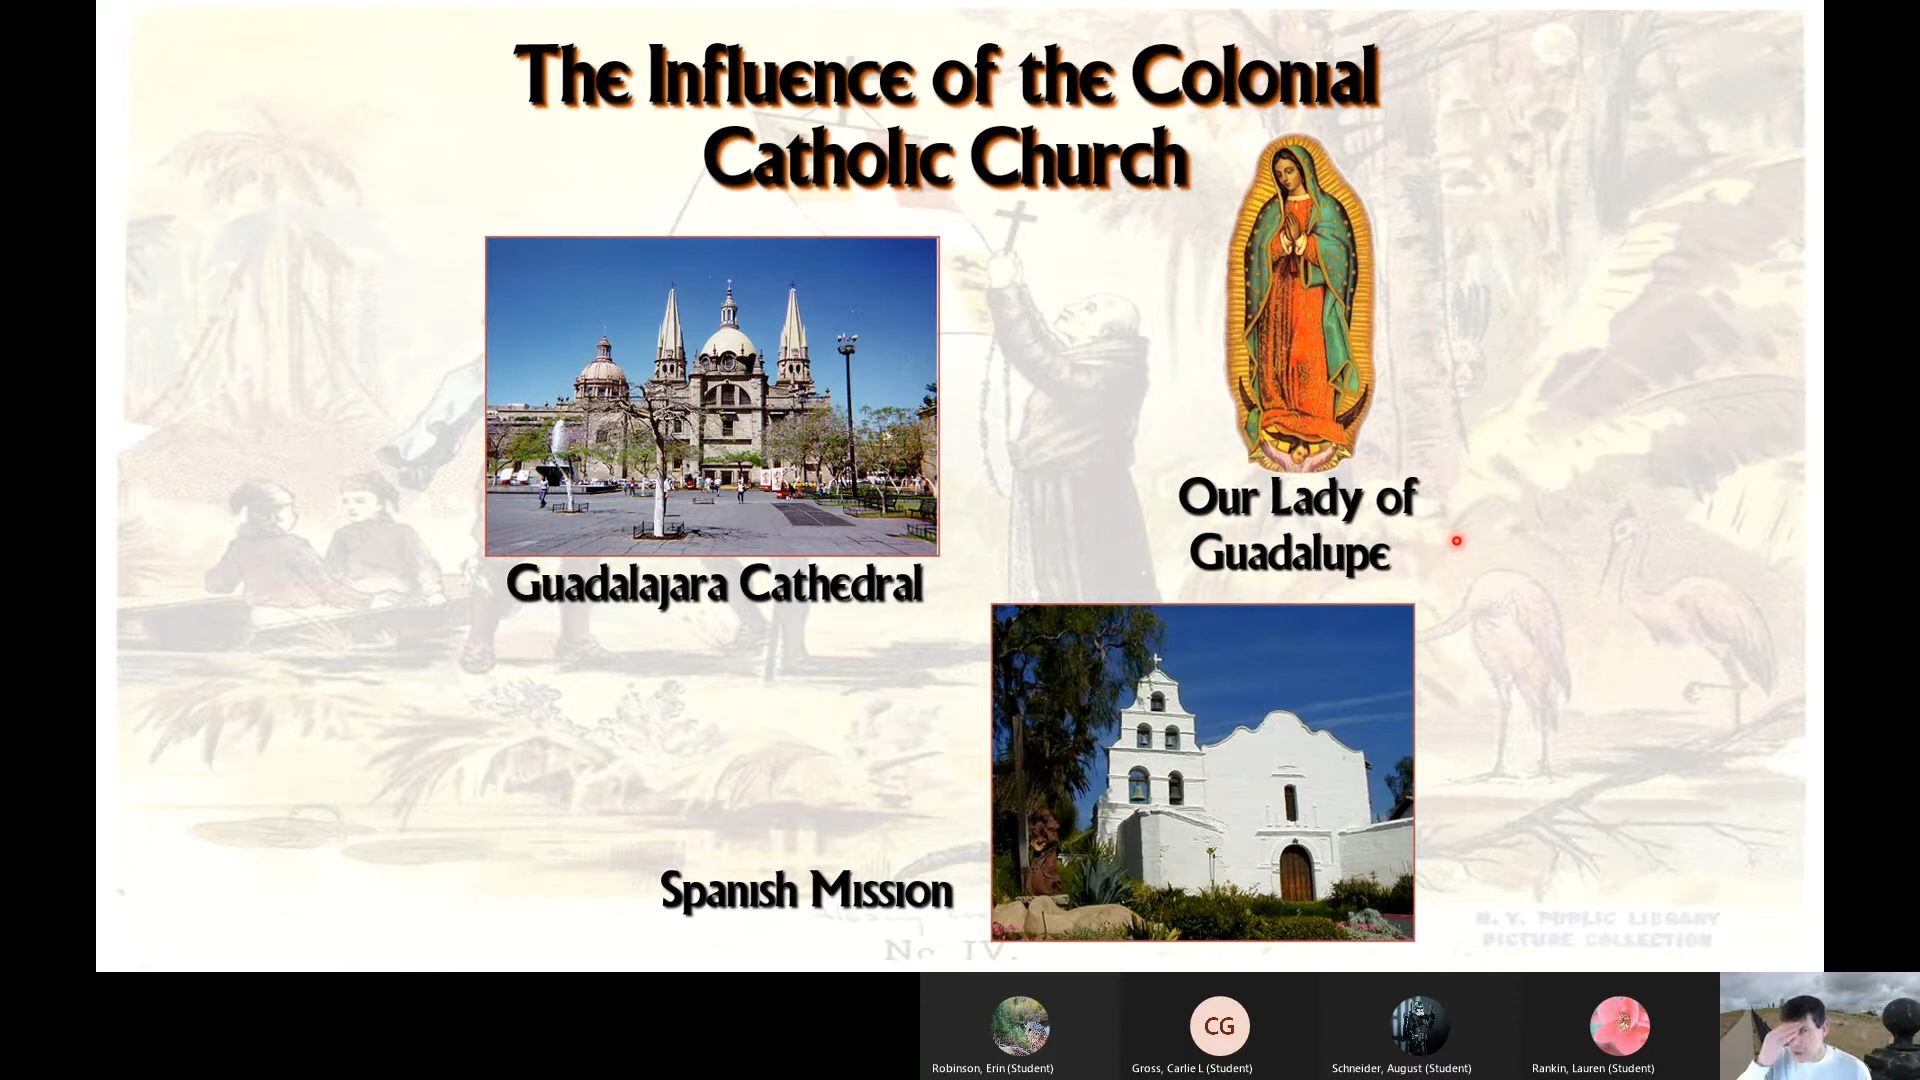 The Influence of the Colonial
Catholic Church
Guadalajara Cathedral
Our Lady of
Guadalupe
Spanish Mission
No IV.
N. Y. PUBLIC LIBRARY
PICTURE COLLECTION
CG
Robinson, Erin (Student)
Gross, Carlie L (Student)
Schneider, August (Student)
Rankin, Lauren (Student)